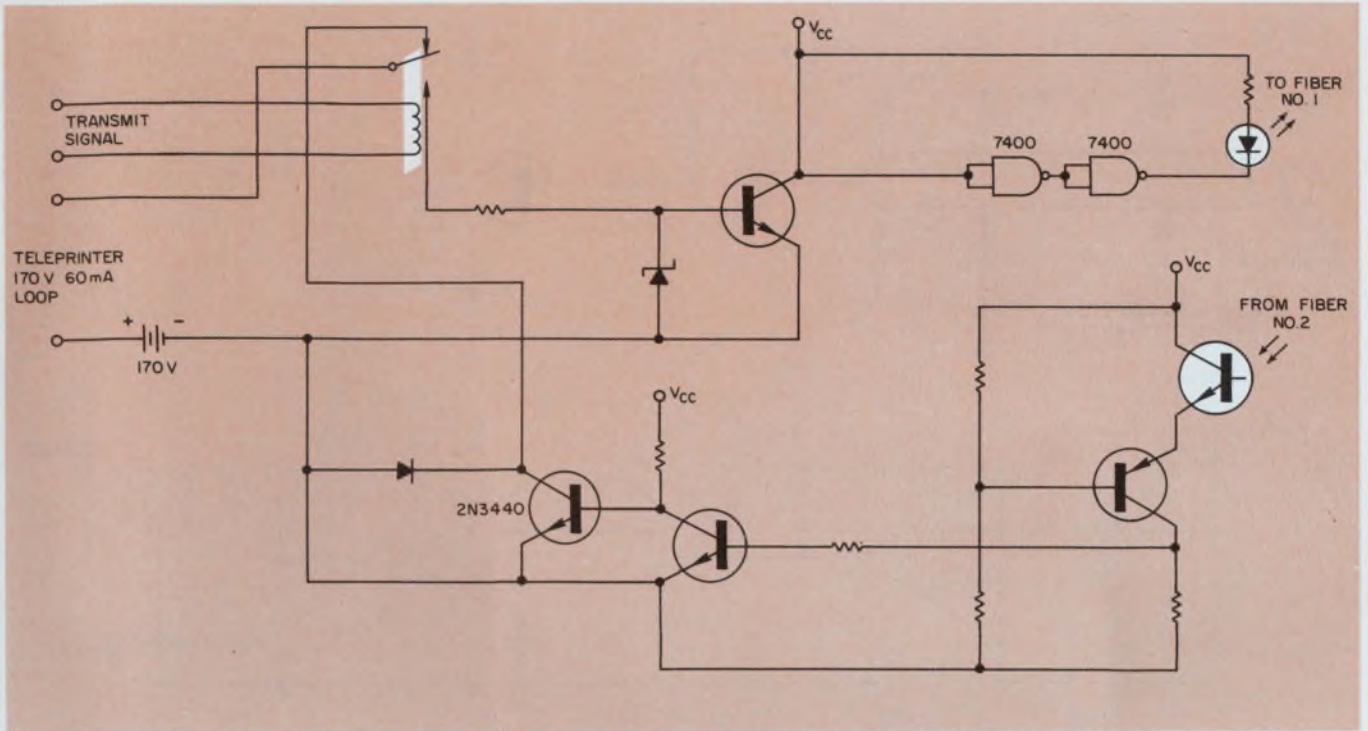 VCC
TO FIBER
NO. 1
TRANSMIT
SIGNAL
7400 7400
TELEPRINTER
170 V 60 mA
LOOP
+ -
170 V
VCC
FROM FIBER
NO. 2
VCC
2N3440